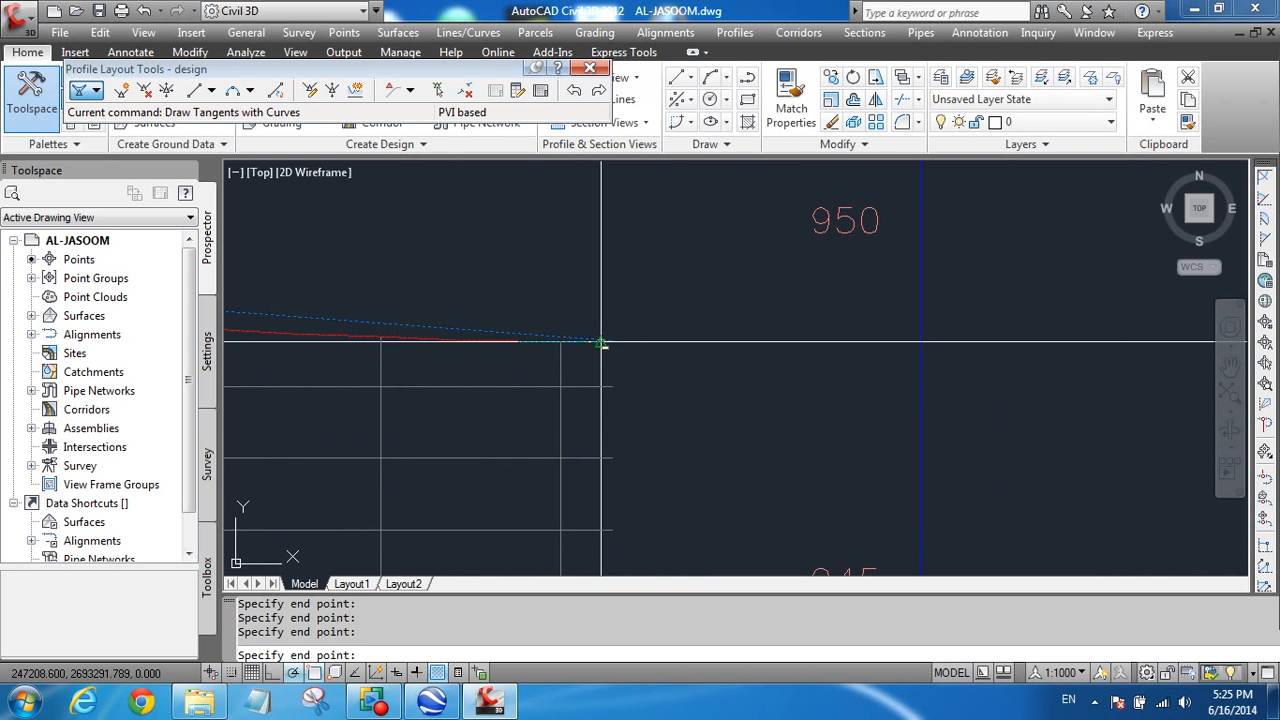 AutoCAD Civil 3D 2012 AL-JASOOM.dwg
Civil 3D
Type a keyword or phrase
3D
File Edit View Insert General Survey Points Surfaces Lines/Curves Parcels Grading Alignments Profiles Corridors Sections Pipes Annotation Inquiry Window Express
Home Insert Annotate Modify Analyze View Output Manage Help Online Add-Ins Express Tools
Profile Layout Tools - design
Current command: Draw Tangents with Curves PVI based
Toolspace
Section Views
Match
Properties
Unsaved Layer State
0
Paste
Palettes Create Ground Data Create Design Profile & Section Views Draw Modify Layers Clipboard
Toolspace
Active Drawing View
AL-JASOOM
Points
Point Groups
Point Clouds
Surfaces
Alignments
Sites
Catchments
Pipe Networks
Corridors
Assemblies
Intersections
Survey
View Frame Groups
Data Shortcuts []
Surfaces
Alignments
Pipe Networks
Prospector
Settings
Survey
Toolbox
[−] [Top] [2D Wireframe]
950
N
W TOP E
S
WCS
Y
X
Model Layout1 Layout2
Specify end point:
Specify end point:
Specify end point:
Specify end point:
247208.600, 2693291.789, 0.000
MODEL
1:1000
EN
5:25 PM
6/16/2014